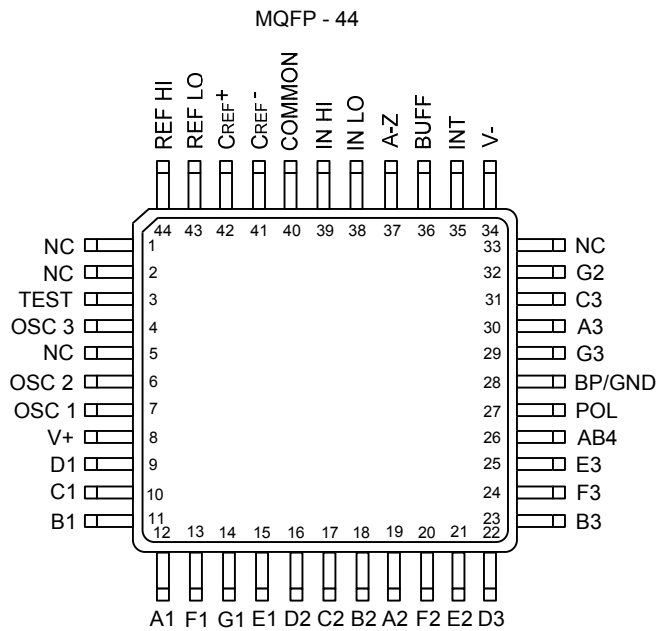 MQFP - 44
REF HI
REF LO
CREF+
CREF-
COMMON
IN HI
IN LO
A-Z
BUFF
INT
V-
44 43 42 41 40 39 38 37 36 35 34
NC 1 33 NC
NC 2 32 G2
TEST 3 31 C3
OSC 3 4 30 A3
NC 5 29 G3
OSC 2 6 28 BP/GND
OSC 1 7 27 POL
V+ 8 26 AB4
D1 9 25 E3
C1 10 24 F3
B1 11 23 B3
12 13 14 15 16 17 18 19 20 21 22
A1 F1 G1 E1 D2 C2 B2 A2 F2 E2 D3